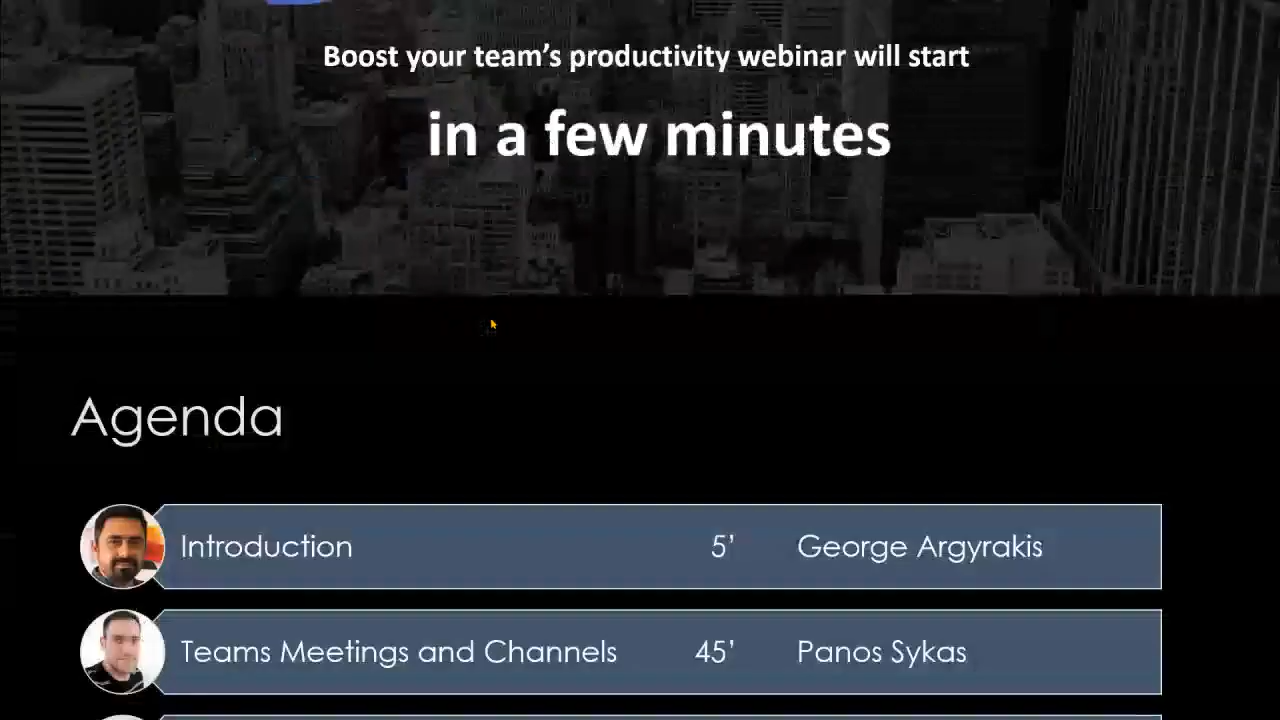 Boost your team’s productivity webinar will start
in a few minutes
Agenda
Introduction 5’ George Argyrakis
Teams Meetings and Channels 45’ Panos Sykas